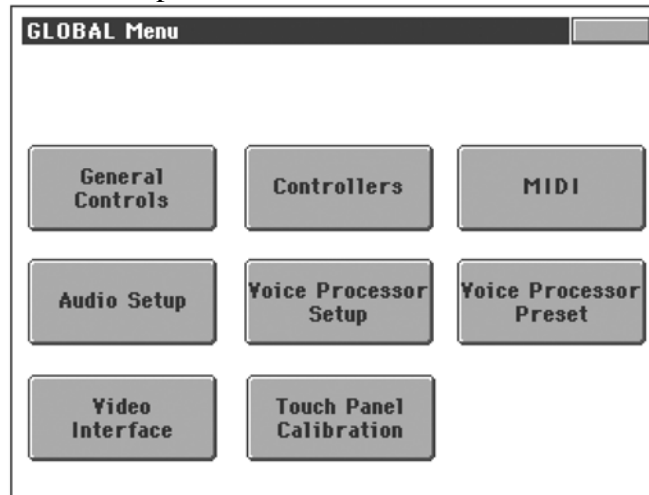 GLOBAL Menu
General
Controls
Controllers
MIDI
Audio Setup
Voice Processor
Setup
Voice Processor
Preset
Video
Interface
Touch Panel
Calibration